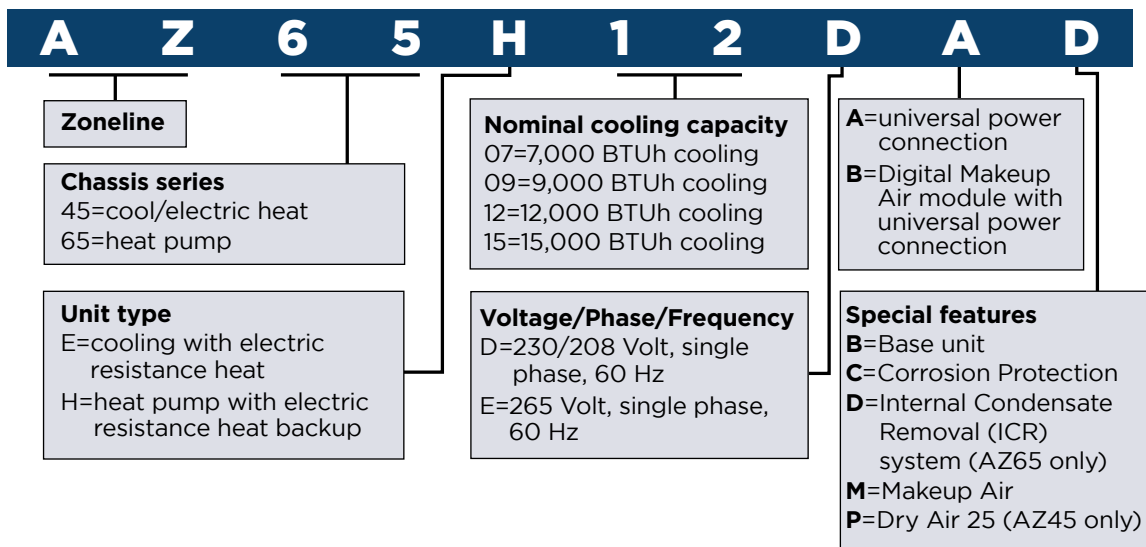 A Z 6 5 H 1 2 D A D
Zoneline
Chassis series
45=cool/electric heat
65=heat pump
Unit type
E=cooling with electric
resistance heat
H=heat pump with electric
resistance heat backup
Nominal cooling capacity
07=7,000 BTUh cooling
09=9,000 BTUh cooling
12=12,000 BTUh cooling
15=15,000 BTUh cooling
Voltage/Phase/Frequency
D=230/208 Volt, single
phase, 60 Hz
E=265 Volt, single phase,
60 Hz
A=universal power
connection
B=Digital Makeup
Air module with
universal power
connection
Special features
B=Base unit
C=Corrosion Protection
D=Internal Condensate
Removal (ICR)
system (AZ65 only)
M=Makeup Air
P=Dry Air 25 (AZ45 only)